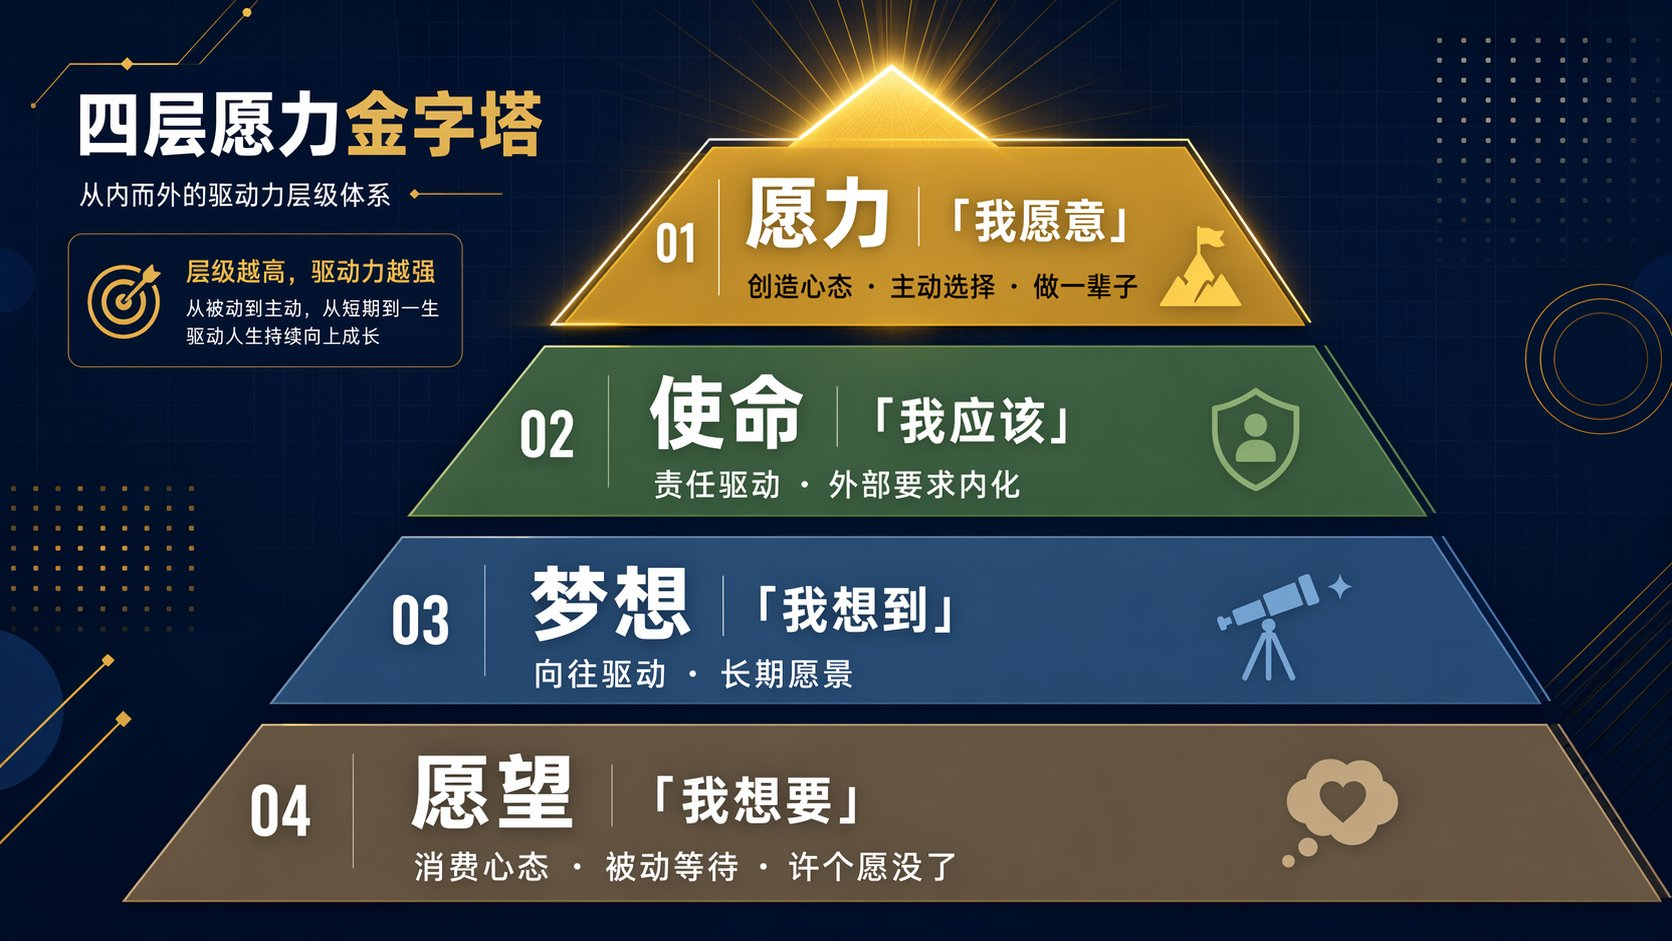 四层愿力金字塔
从内而外的驱动力层级体系
层级越高，驱动力越强
从被动到主动，从短期到一生
驱动人生持续向上成长
01
愿力
「我愿意」
创造心态 · 主动选择 · 做一辈子
02
使命
「我应该」
责任驱动 · 外部要求内化
03
梦想
「我想到」
向往驱动 · 长期愿景
04
愿望
「我想要」
消费心态 · 被动等待 · 许个愿没了